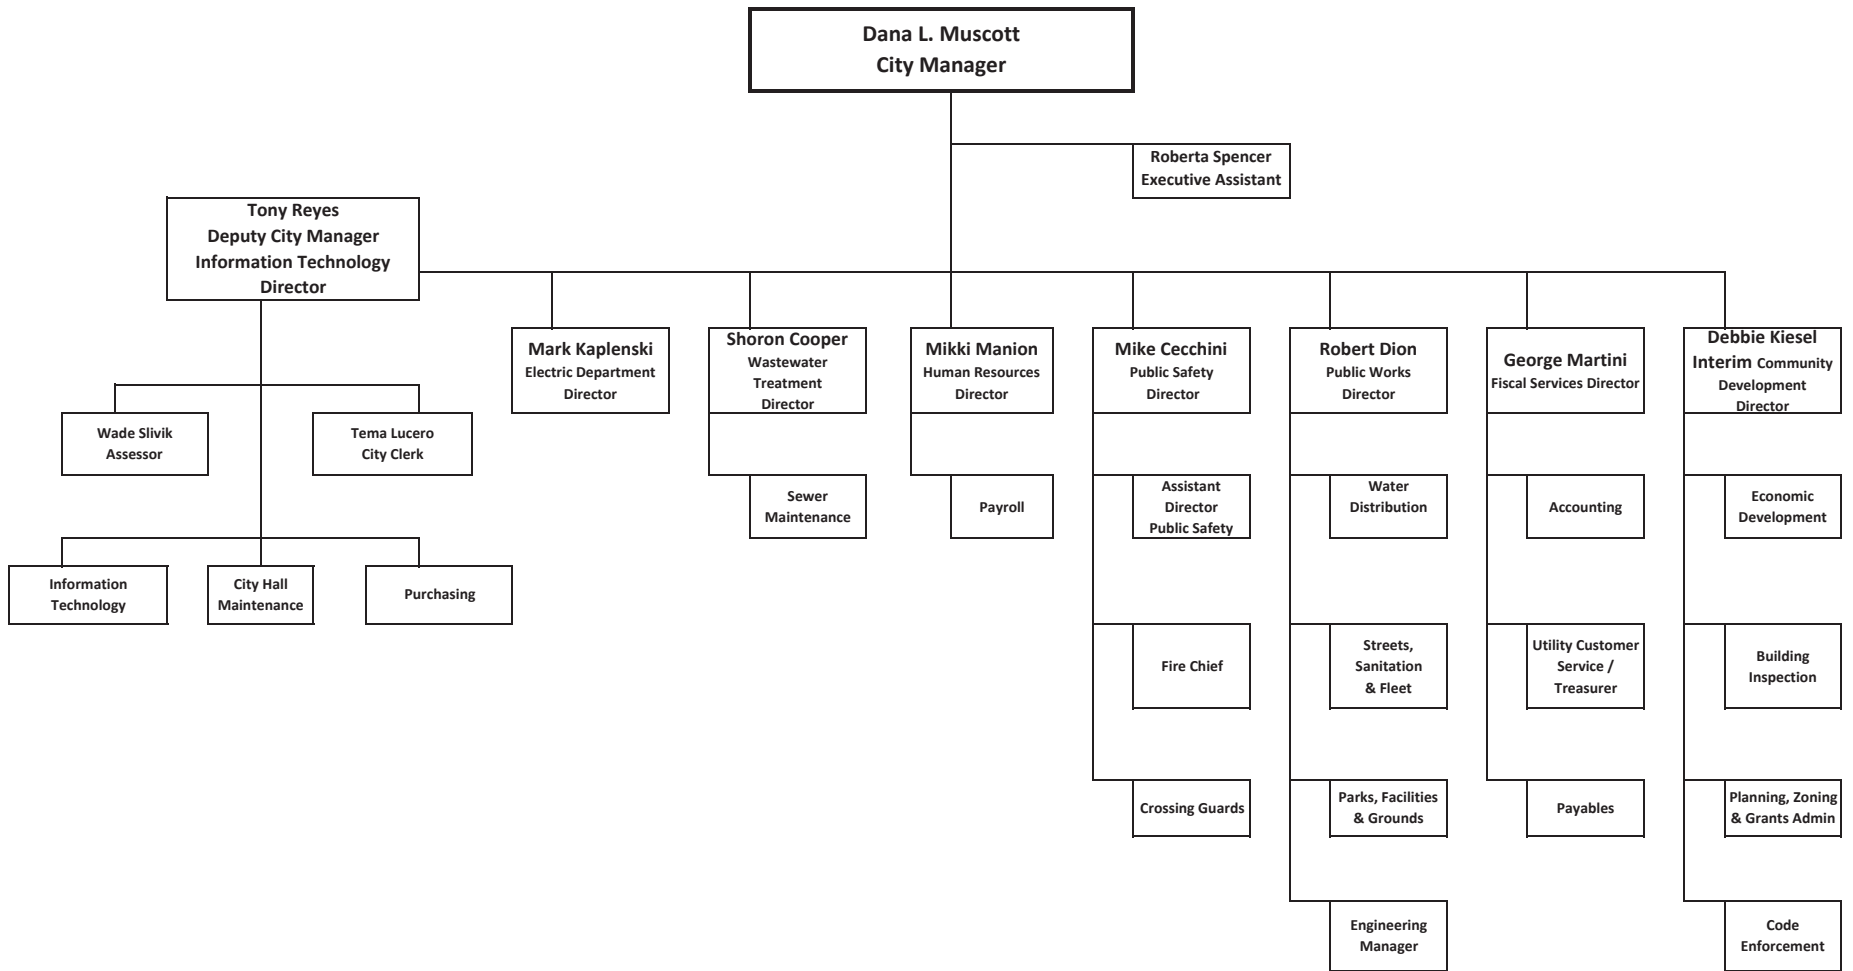 Dana L. Muscott
City Manager
Roberta Spencer
Executive Assistant
Tony Reyes
Deputy City Manager
Information Technology
Director
Mark Kaplenski
Electric Department
Director
Shoron Cooper
Wastewater
Treatment
Director
Mikki Manion
Human Resources
Director
Mike Cecchini
Public Safety
Director
Robert Dion
Public Works
Director
George Martini
Fiscal Services Director
Debbie Kiesel
Interim Community
Development
Director
Wade Slivik
Assessor
Tema Lucero
City Clerk
Sewer
Maintenance
Payroll
Assistant
Director
Public Safety
Water
Distribution
Accounting
Economic
Development
Information
Technology
City Hall
Maintenance
Purchasing
Fire Chief
Streets,
Sanitation
& Fleet
Utility Customer
Service /
Treasurer
Building
Inspection
Crossing Guards
Parks, Facilities
& Grounds
Payables
Planning, Zoning
& Grants Admin
Engineering
Manager
Code
Enforcement